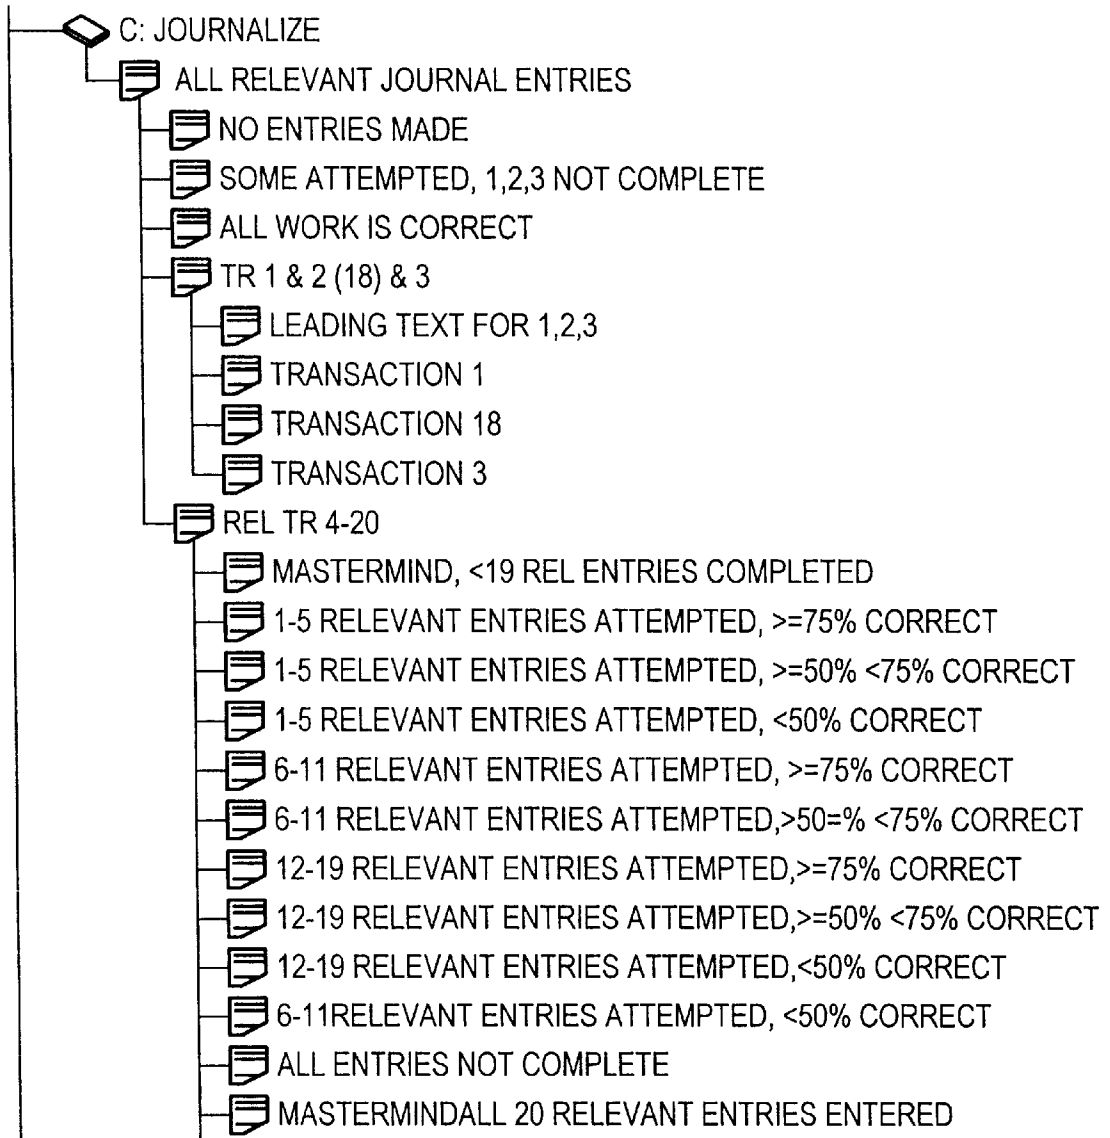 C: JOURNALIZE
ALL RELEVANT JOURNAL ENTRIES
NO ENTRIES MADE
SOME ATTEMPTED, 1,2,3 NOT COMPLETE
ALL WORK IS CORRECT
TR 1 & 2 (18) & 3
LEADING TEXT FOR 1,2,3
TRANSACTION 1
TRANSACTION 18
TRANSACTION 3
REL TR 4-20
MASTERMIND, <19 REL ENTRIES COMPLETED
1-5 RELEVANT ENTRIES ATTEMPTED, >=75% CORRECT
1-5 RELEVANT ENTRIES ATTEMPTED, >=50% <75% CORRECT
1-5 RELEVANT ENTRIES ATTEMPTED, <50% CORRECT
6-11 RELEVANT ENTRIES ATTEMPTED, >=75% CORRECT
6-11 RELEVANT ENTRIES ATTEMPTED,>50=% <75% CORRECT
12-19 RELEVANT ENTRIES ATTEMPTED,>=75% CORRECT
12-19 RELEVANT ENTRIES ATTEMPTED,>=50% <75% CORRECT
12-19 RELEVANT ENTRIES ATTEMPTED,<50% CORRECT
6-11RELEVANT ENTRIES ATTEMPTED, <50% CORRECT
ALL ENTRIES NOT COMPLETE
MASTERMINDALL 20 RELEVANT ENTRIES ENTERED